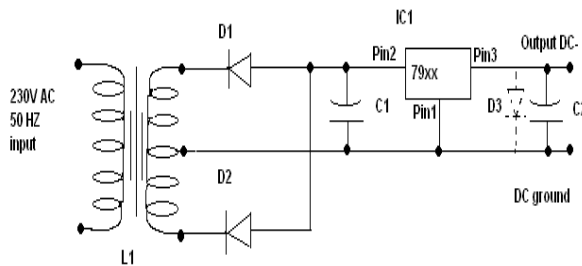 IC1
D1
Output DC-
Pin2
Pin3
79xx
230V AC
50 HZ
input
C1
Pin1
D3
D2
DC ground
L1